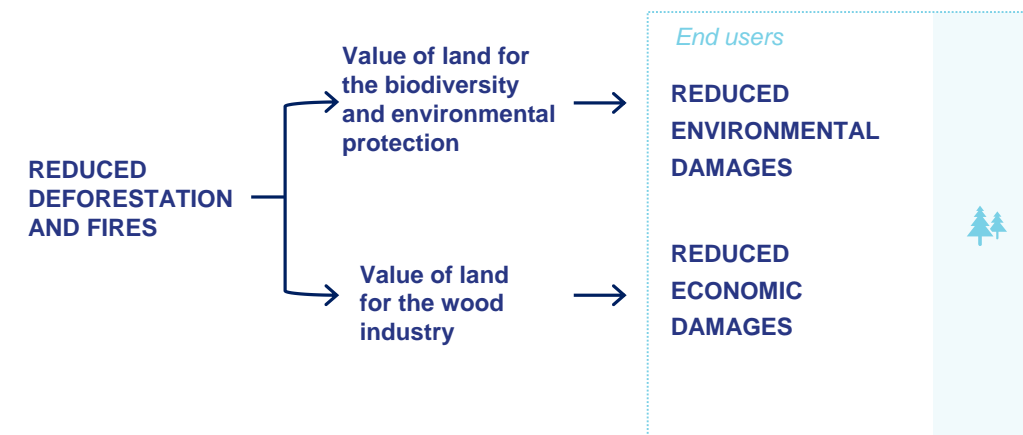 REDUCED
DEFORESTATION
AND FIRES
Value of land for
the biodiversity
and environmental
protection
Value of land
for the wood
industry
End users
REDUCED
ENVIRONMENTAL
DAMAGES
REDUCED
ECONOMIC
DAMAGES